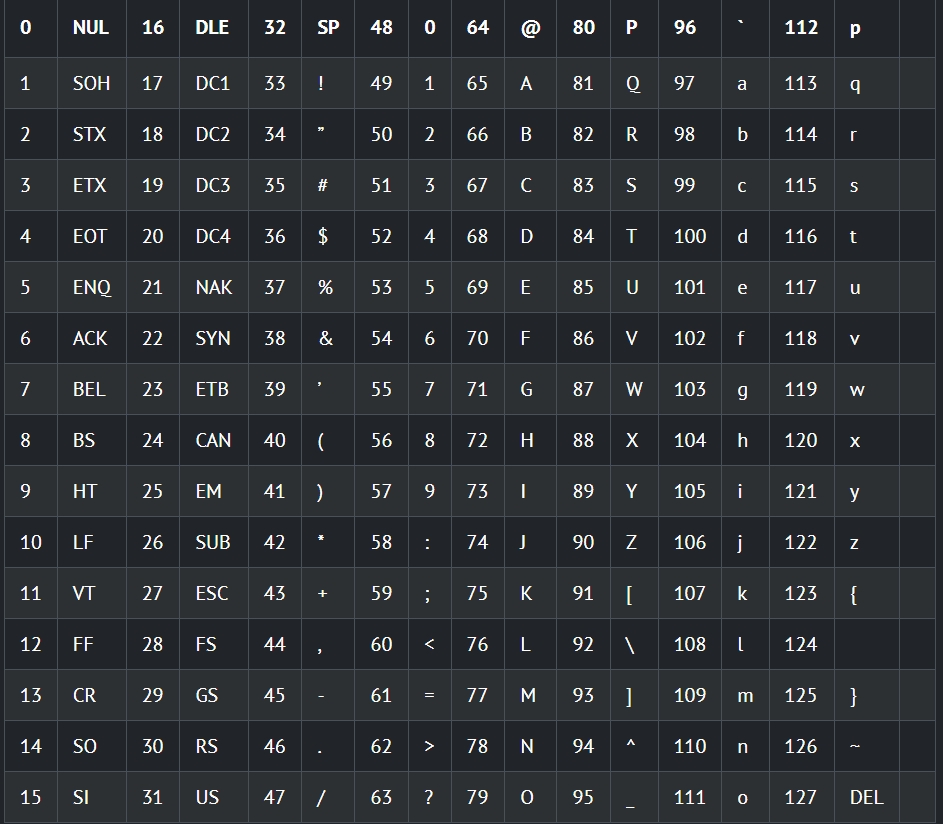 0 NUL 16 DLE 32 SP 48 0 64 @ 80 P 96 ` 112 p
1 SOH 17 DC1 33 ! 49 1 65 A 81 Q 97 a 113 q
2 STX 18 DC2 34 ” 50 2 66 B 82 R 98 b 114 r
3 ETX 19 DC3 35 # 51 3 67 C 83 S 99 c 115 s
4 EOT 20 DC4 36 $ 52 4 68 D 84 T 100 d 116 t
5 ENQ 21 NAK 37 % 53 5 69 E 85 U 101 e 117 u
6 ACK 22 SYN 38 & 54 6 70 F 86 V 102 f 118 v
7 BEL 23 ETB 39 ’ 55 7 71 G 87 W 103 g 119 w
8 BS 24 CAN 40 ( 56 8 72 H 88 X 104 h 120 x
9 HT 25 EM 41 ) 57 9 73 I 89 Y 105 i 121 y
10 LF 26 SUB 42 * 58 : 74 J 90 Z 106 j 122 z
11 VT 27 ESC 43 + 59 ; 75 K 91 [ 107 k 123 {
12 FF 28 FS 44 , 60 < 76 L 92 \ 108 l 124
13 CR 29 GS 45 - 61 = 77 M 93 ] 109 m 125 }
14 SO 30 RS 46 . 62 > 78 N 94 ^ 110 n 126 ~
15 SI 31 US 47 / 63 ? 79 O 95 _ 111 o 127 DEL